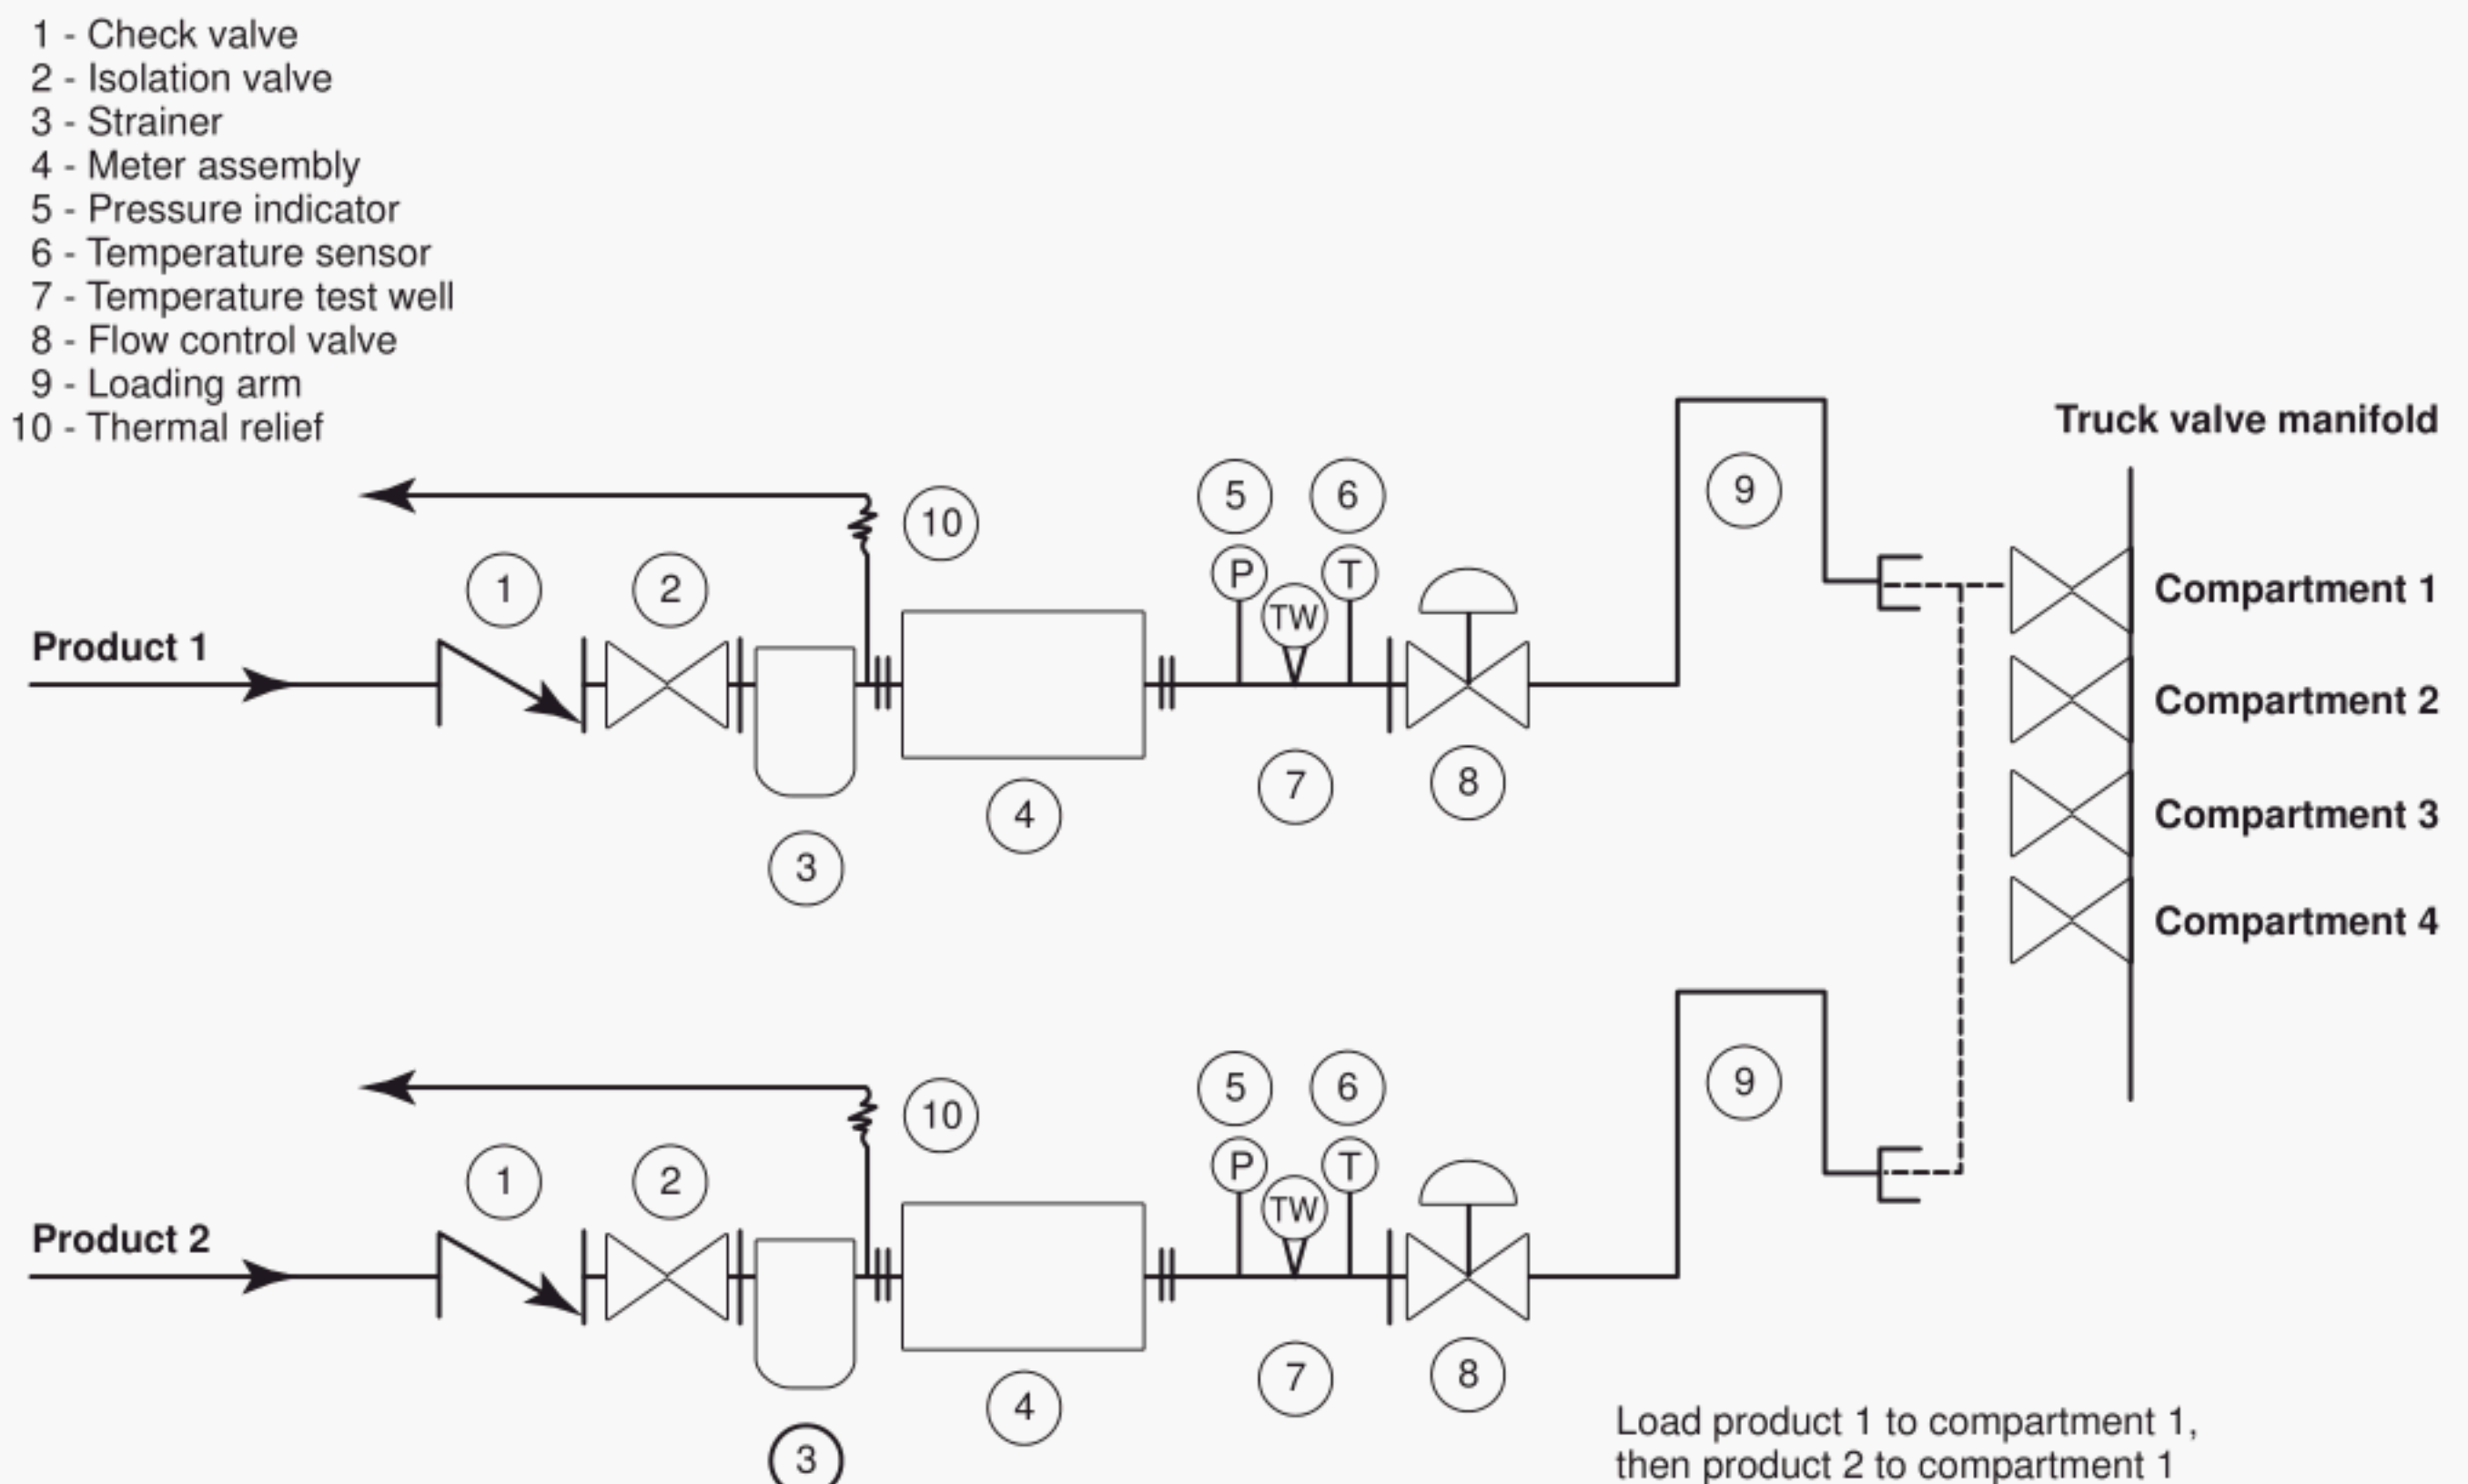 1 - Check valve
2 - Isolation valve
3 - Strainer
4 - Meter assembly
5 - Pressure indicator
6 - Temperature sensor
7 - Temperature test well
8 - Flow control valve
9 - Loading arm
10 - Thermal relief
Truck valve manifold
5 6 9
10
P T
1 2 TW Compartment 1
Product 1
Compartment 2
7 8
4 Compartment 3
3
Compartment 4
5 6 9
10
P T
1 2 TW
Product 2
7 8
4
3
Load product 1 to compartment 1,
then product 2 to compartment 1